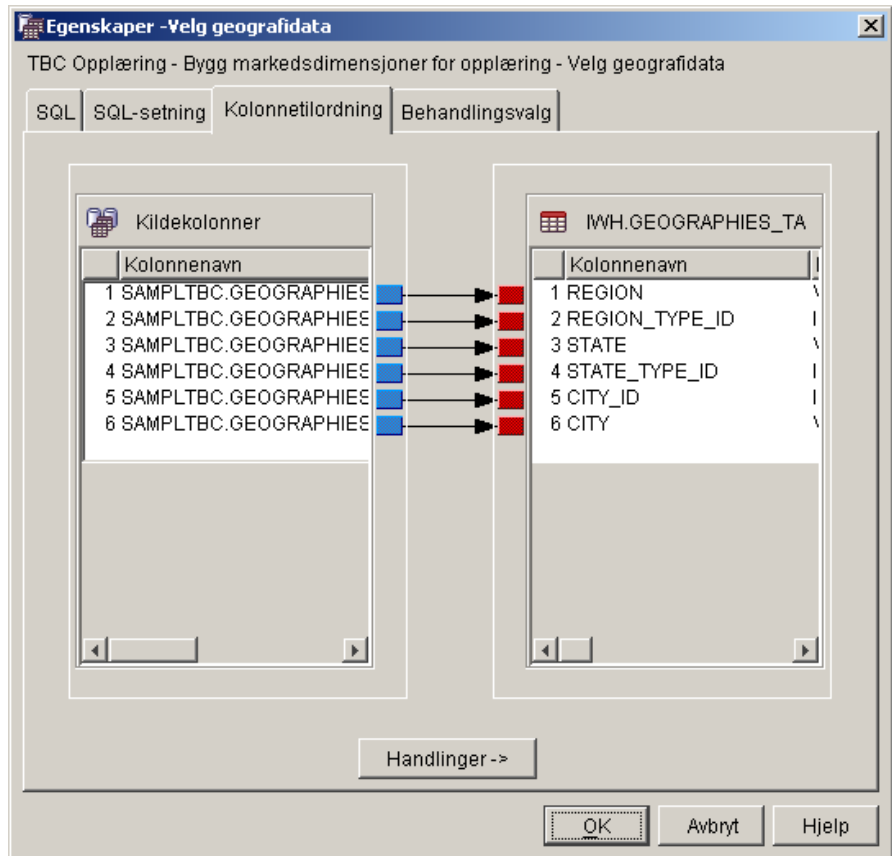 Egenskaper -Velg geografidata
TBC Opplæring - Bygg markedsdimensjoner for opplæring - Velg geografidata
SQL SQL-setning Kolonnetilordning Behandlingsvalg
Kildekolonner
Kolonnenavn
1 SAMPLTBC.GEOGRAPHIES
2 SAMPLTBC.GEOGRAPHIES
3 SAMPLTBC.GEOGRAPHIES
4 SAMPLTBC.GEOGRAPHIES
5 SAMPLTBC.GEOGRAPHIES
6 SAMPLTBC.GEOGRAPHIES
IWH.GEOGRAPHIES_TA
Kolonnenavn
1 REGION
2 REGION_TYPE_ID
3 STATE
4 STATE_TYPE_ID
5 CITY_ID
6 CITY
Handlinger ->
OK Avbryt Hjelp